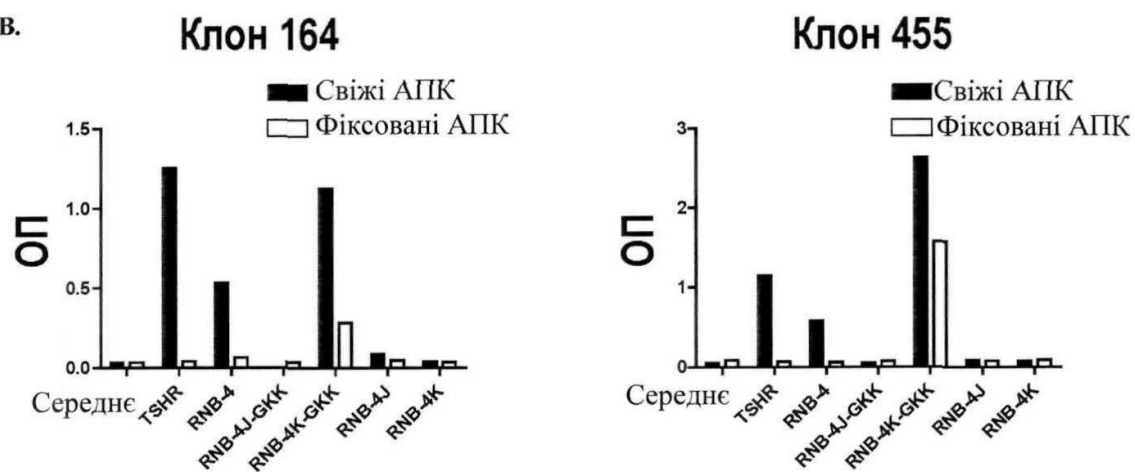 В.
Клон 164
Свіжі АПК
Фіксовані АПК
1.5
1.0
0.5
0.0
ОП
Середнє
TSHR
RNB-4
RNB-4J-GKK
RNB-4K-GKK
RNB-4J
RNB-4K
Клон 455
Свіжі АПК
Фіксовані АПК
3
2
1
0
ОП
Середнє
TSHR
RNB-4
RNB-4J-GKK
RNB-4K-GKK
RNB-4J
RNB-4K